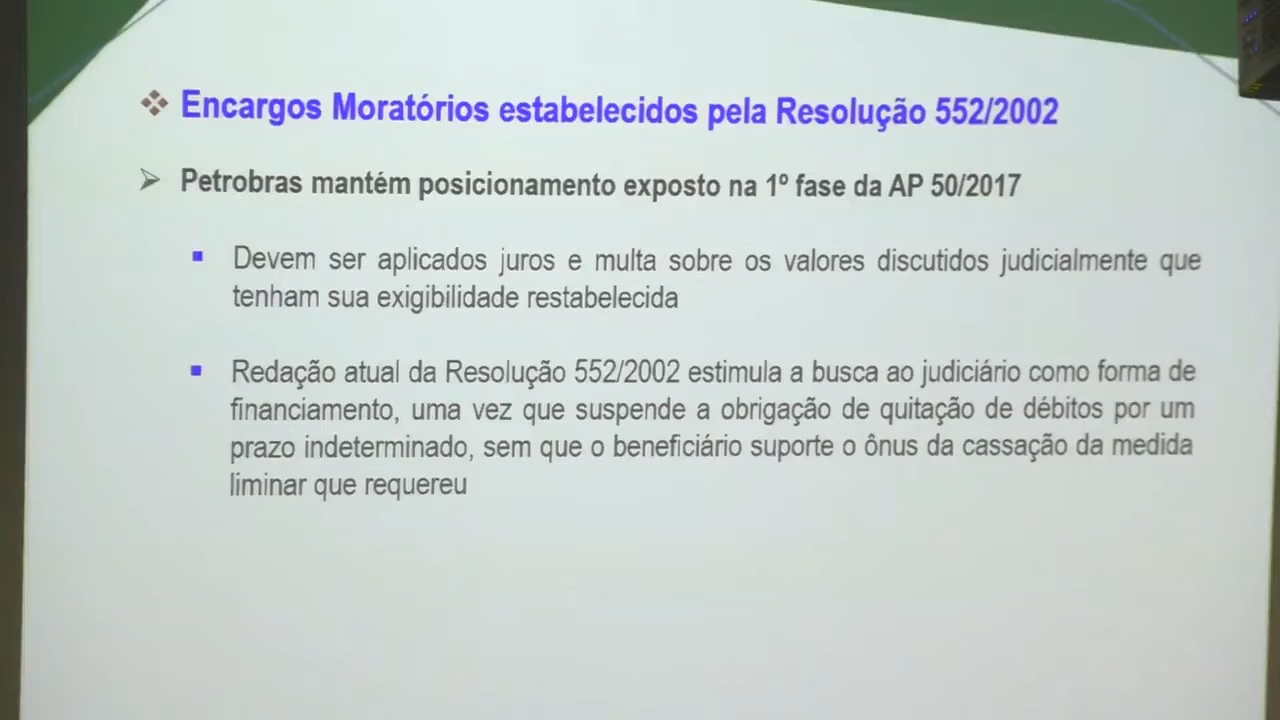 Encargos Moratórios estabelecidos pela Resolução 552/2002
Petrobras mantém posicionamento exposto na 1º fase da AP 50/2017
Devem ser aplicados juros e multa sobre os valores discutidos judicialmente que
tenham sua exigibilidade restabelecida
Redação atual da Resolução 552/2002 estimula a busca ao judiciário como forma de
financiamento, uma vez que suspende a obrigação de quitação de débitos por um
prazo indeterminado, sem que o beneficiário suporte o ônus da cassação da medida
liminar que requereu